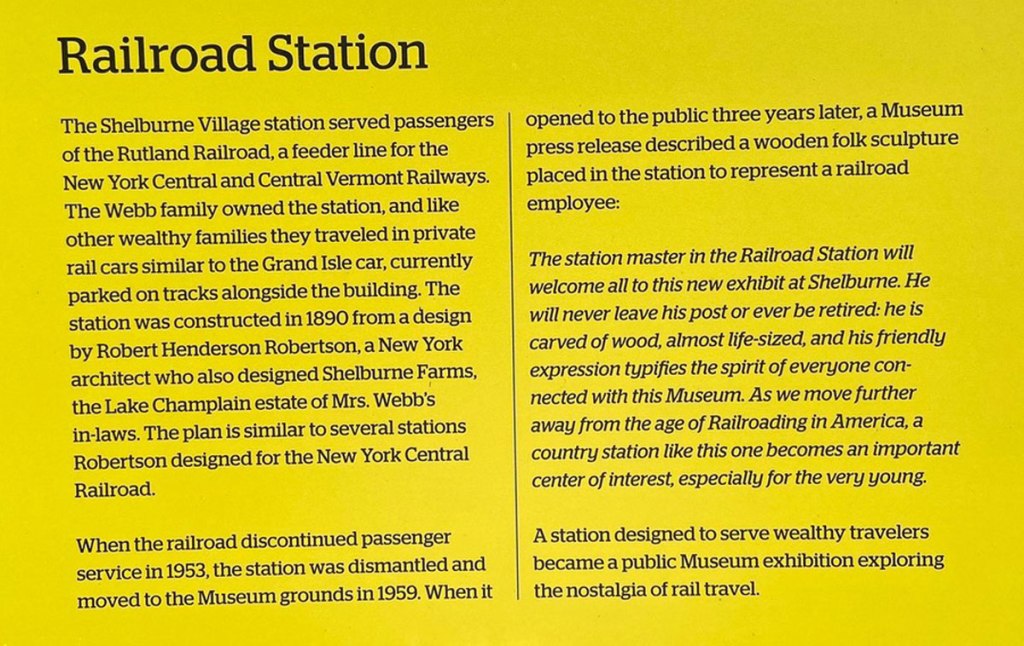 Railroad Station
The Shelburne Village station served passengers
of the Rutland Railroad, a feeder line for the
New York Central and Central Vermont Railways.
The Webb family owned the station, and like
other wealthy families they traveled in private
rail cars similar to the Grand Isle car, currently
parked on tracks alongside the building. The
station was constructed in 1890 from a design
by Robert Henderson Robertson, a New York
architect who also designed Shelburne Farms,
the Lake Champlain estate of Mrs. Webb's
in-laws. The plan is similar to several stations
Robertson designed for the New York Central
Railroad.
When the railroad discontinued passenger
service in 1953, the station was dismantled and
moved to the Museum grounds in 1959. When it
opened to the public three years later, a Museum
press release described a wooden folk sculpture
placed in the station to represent a railroad
employee:
The station master in the Railroad Station will
welcome all to this new exhibit at Shelburne. He
will never leave his post or ever be retired: he is
carved of wood, almost life-sized, and his friendly
expression typifies the spirit of everyone con-
nected with this Museum. As we move further
away from the age of Railroading in America, a
country station like this one becomes an important
center of interest, especially for the very young.
A station designed to serve wealthy travelers
became a public Museum exhibition exploring
the nostalgia of rail travel.